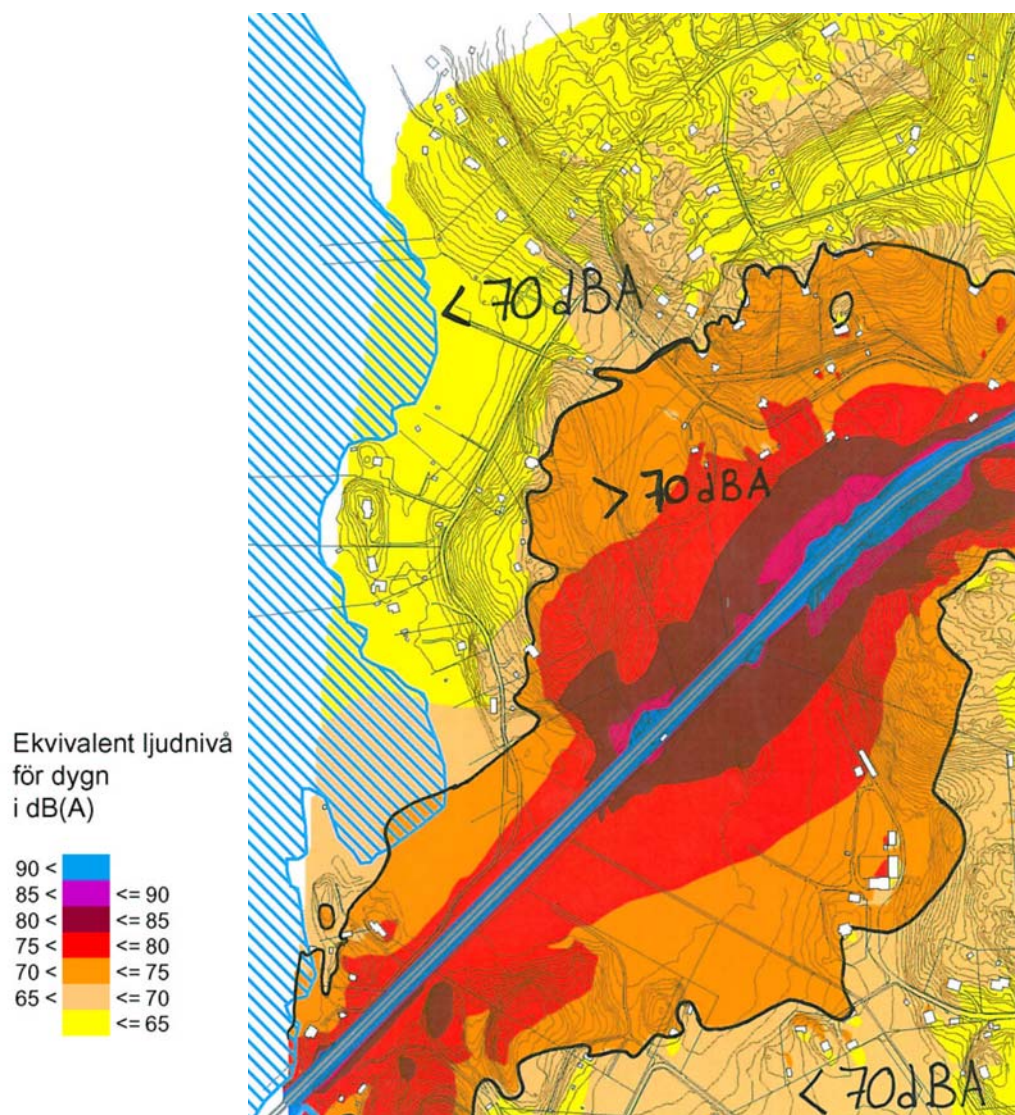 < 70 dBA
> 70 dBA
Ekvivalent ljudnivå
för dygn
i dB(A)
90 <
85 < <= 90
80 < <= 85
75 < <= 80
70 < <= 75
65 < <= 70
<= 65
< 70 dBA